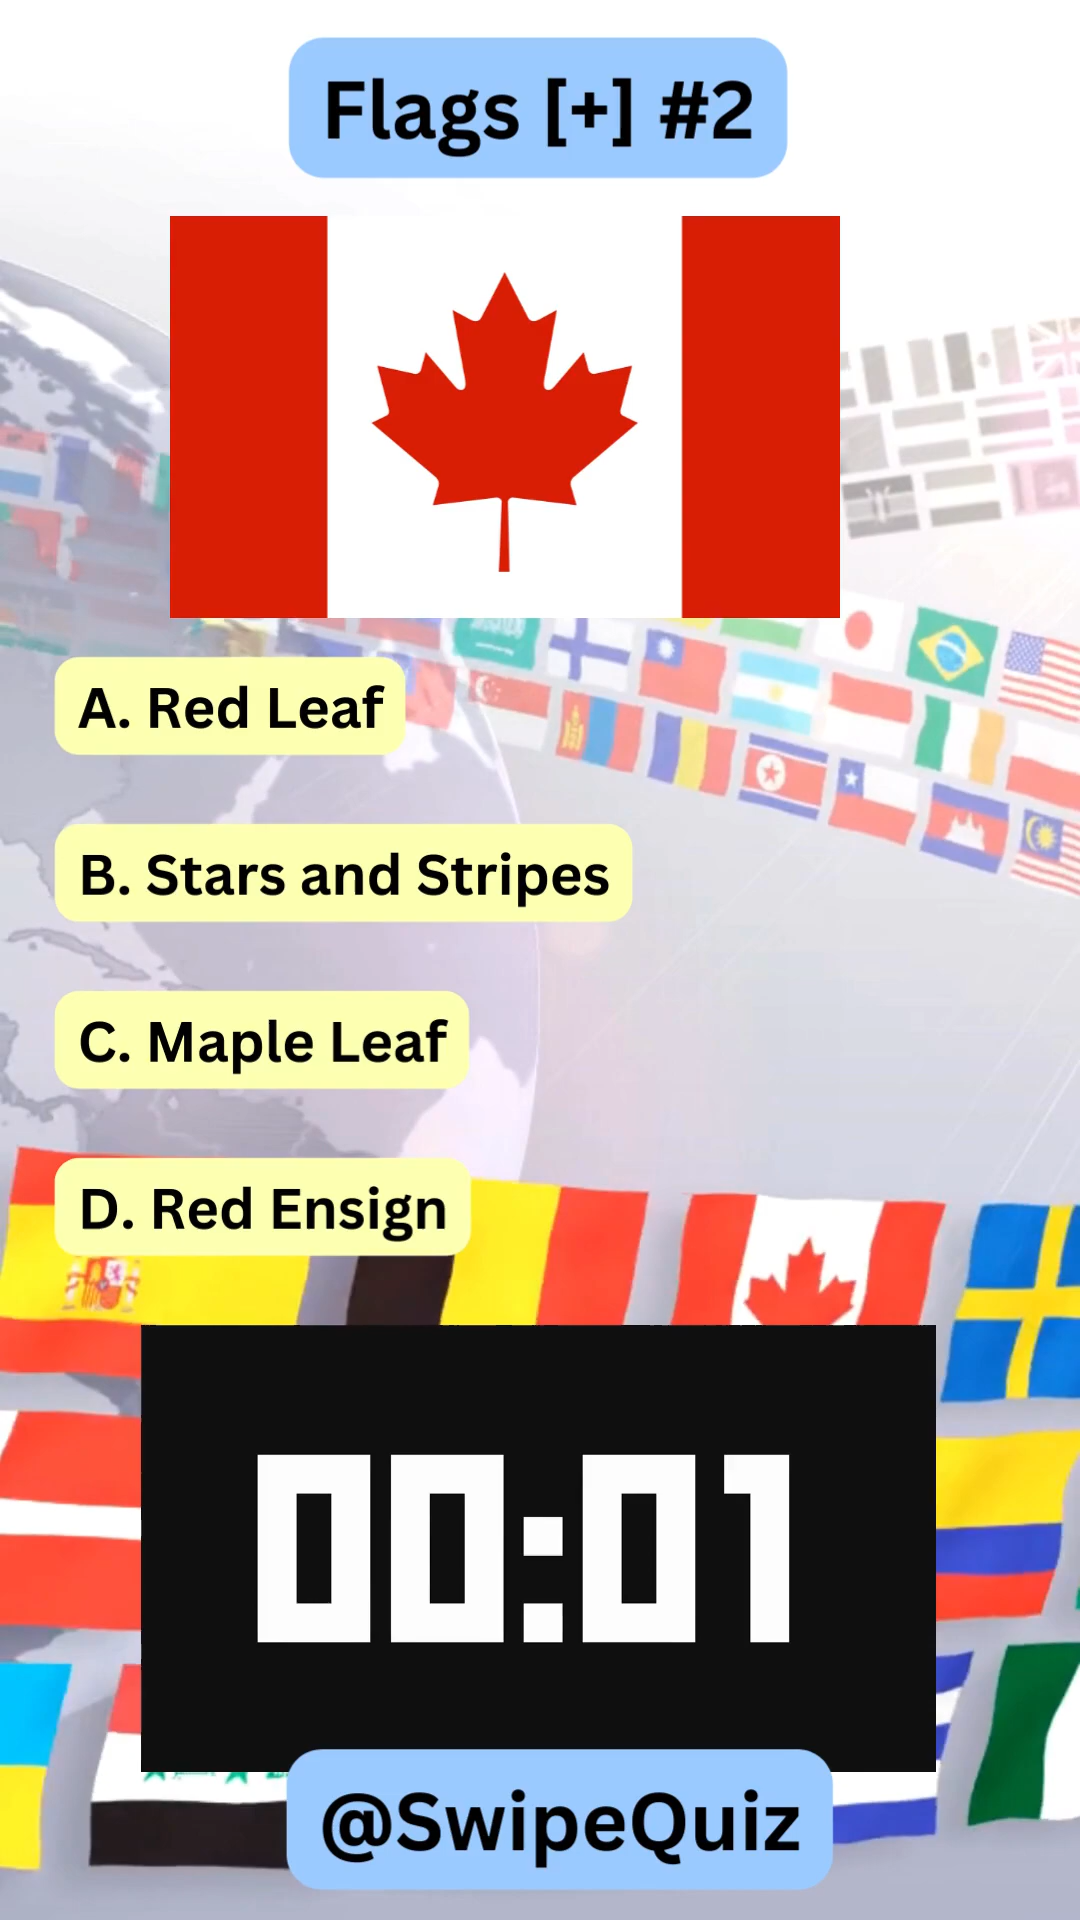 Flags [+] #2
A. Red Leaf
B. Stars and Stripes
C. Maple Leaf
D. Red Ensign
00:01
@SwipeQuiz